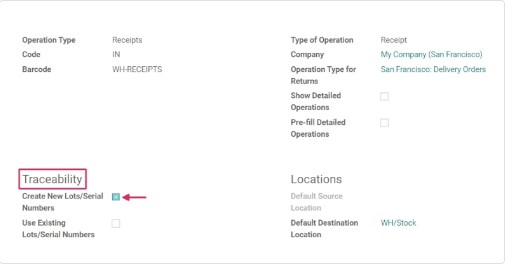 Operation Type Receipts
Code IN
Barcode WH-RECEIPTS
Type of Operation Receipt
Company My Company (San Francisco)
Operation Type for San Francisco: Delivery Orders
Returns
Show Detailed
Operations
Pre-fill Detailed
Operations
Traceability
Create New Lots/Serial
Numbers
Use Existing
Lots/Serial Numbers
Locations
Default Source
Location
Default Destination WH/Stock
Location